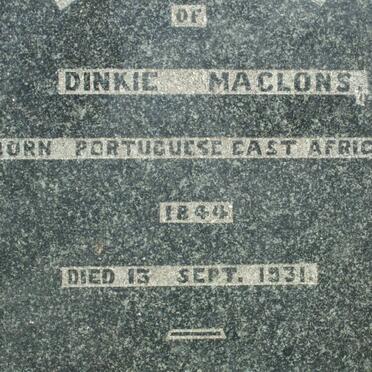 OF
DINKIE MACLONS
BORN PORTUGUESE EAST AFRIC
1844
DIED 13 SEPT. 1931.